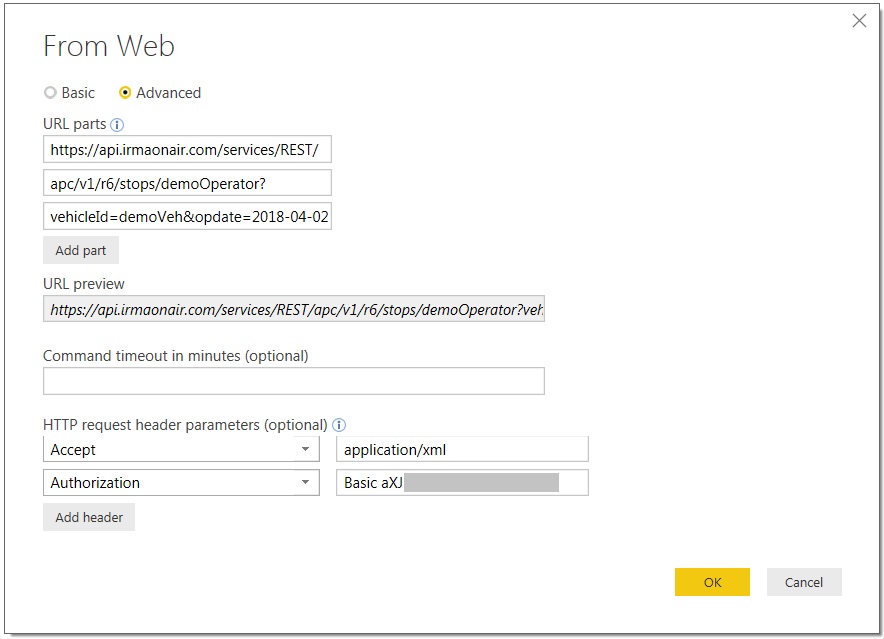 From Web
Basic Advanced
URL parts
https://api.irmaonair.com/services/REST/
apc/v1/r6/stops/demoOperator?
vehicleId=demoVeh&opdate=2018-04-02
Add part
URL preview
https://api.irmaonair.com/services/REST/apc/v1/r6/stops/demoOperator?veh
Command timeout in minutes (optional)
HTTP request header parameters (optional)
Accept application/xml
Authorization Basic aXJ
Add header
OK Cancel